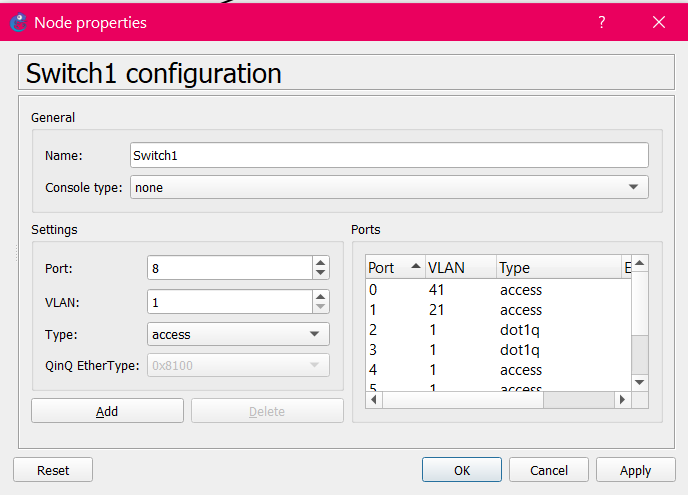 Node properties ?
Switch1 configuration
General
Name: Switch1
Console type: none
Settings
Port: 8
VLAN: 1
Type: access
QinQ EtherType: 0x8100
Add Delete
Ports
Port VLAN Type E
0 41 access
1 21 access
2 1 dot1q
3 1 dot1q
4 1 access
5 1 access
Reset OK Cancel Apply